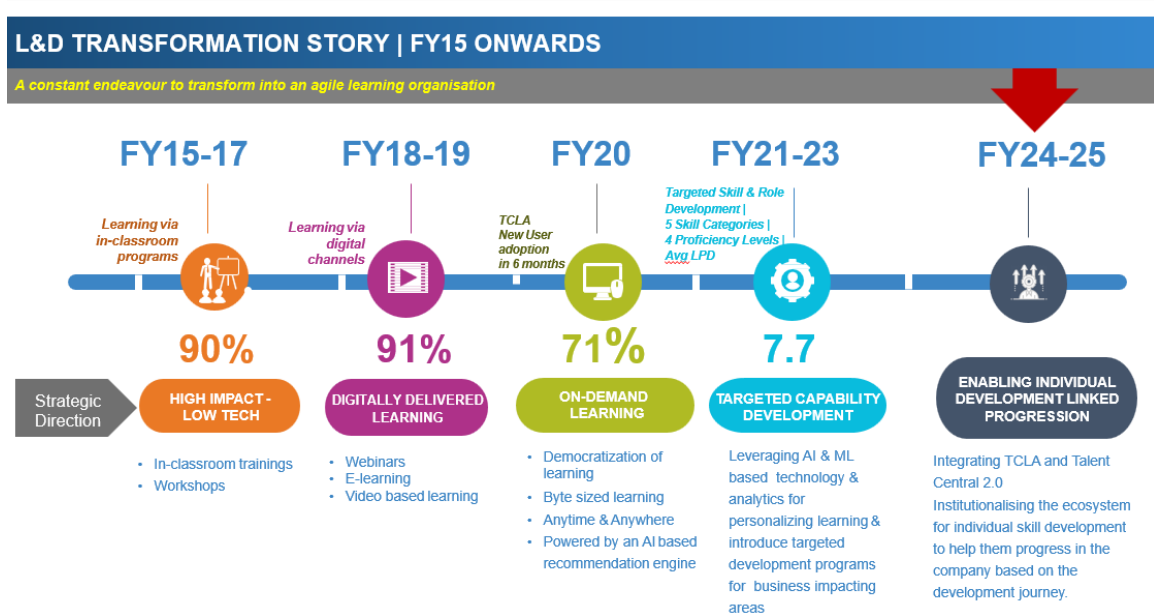 L&D TRANSFORMATION STORY | FY15 ONWARDS
A constant endeavour to transform into an agile learning organisation
FY15-17
FY18-19
FY20
FY21-23
FY24-25
Learning via
in-classroom
programs
Learning via
digital
channels
TCLA
New User
adoption
in 6 months
Targeted Skill & Role
Development |
5 Skill Categories |
4 Proficiency Levels |
Avg LPD
90%
91%
71%
7.7
Strategic
Direction
HIGH IMPACT -
LOW TECH
DIGITALLY DELIVERED
LEARNING
ON-DEMAND
LEARNING
TARGETED CAPABILITY
DEVELOPMENT
ENABLING INDIVIDUAL
DEVELOPMENT LINKED
PROGRESSION
• In-classroom trainings
• Workshops
• Webinars
• E-learning
• Video based learning
• Democratization of
learning
• Byte sized learning
• Anytime & Anywhere
• Powered by an AI based
recommendation engine
Leveraging AI & ML
based technology &
analytics for
personalizing learning &
introduce targeted
development programs
for business impacting
areas
Integrating TCLA and Talent
Central 2.0
Institutionalising the ecosystem
for individual skill development
to help them progress in the
company based on the
development journey.